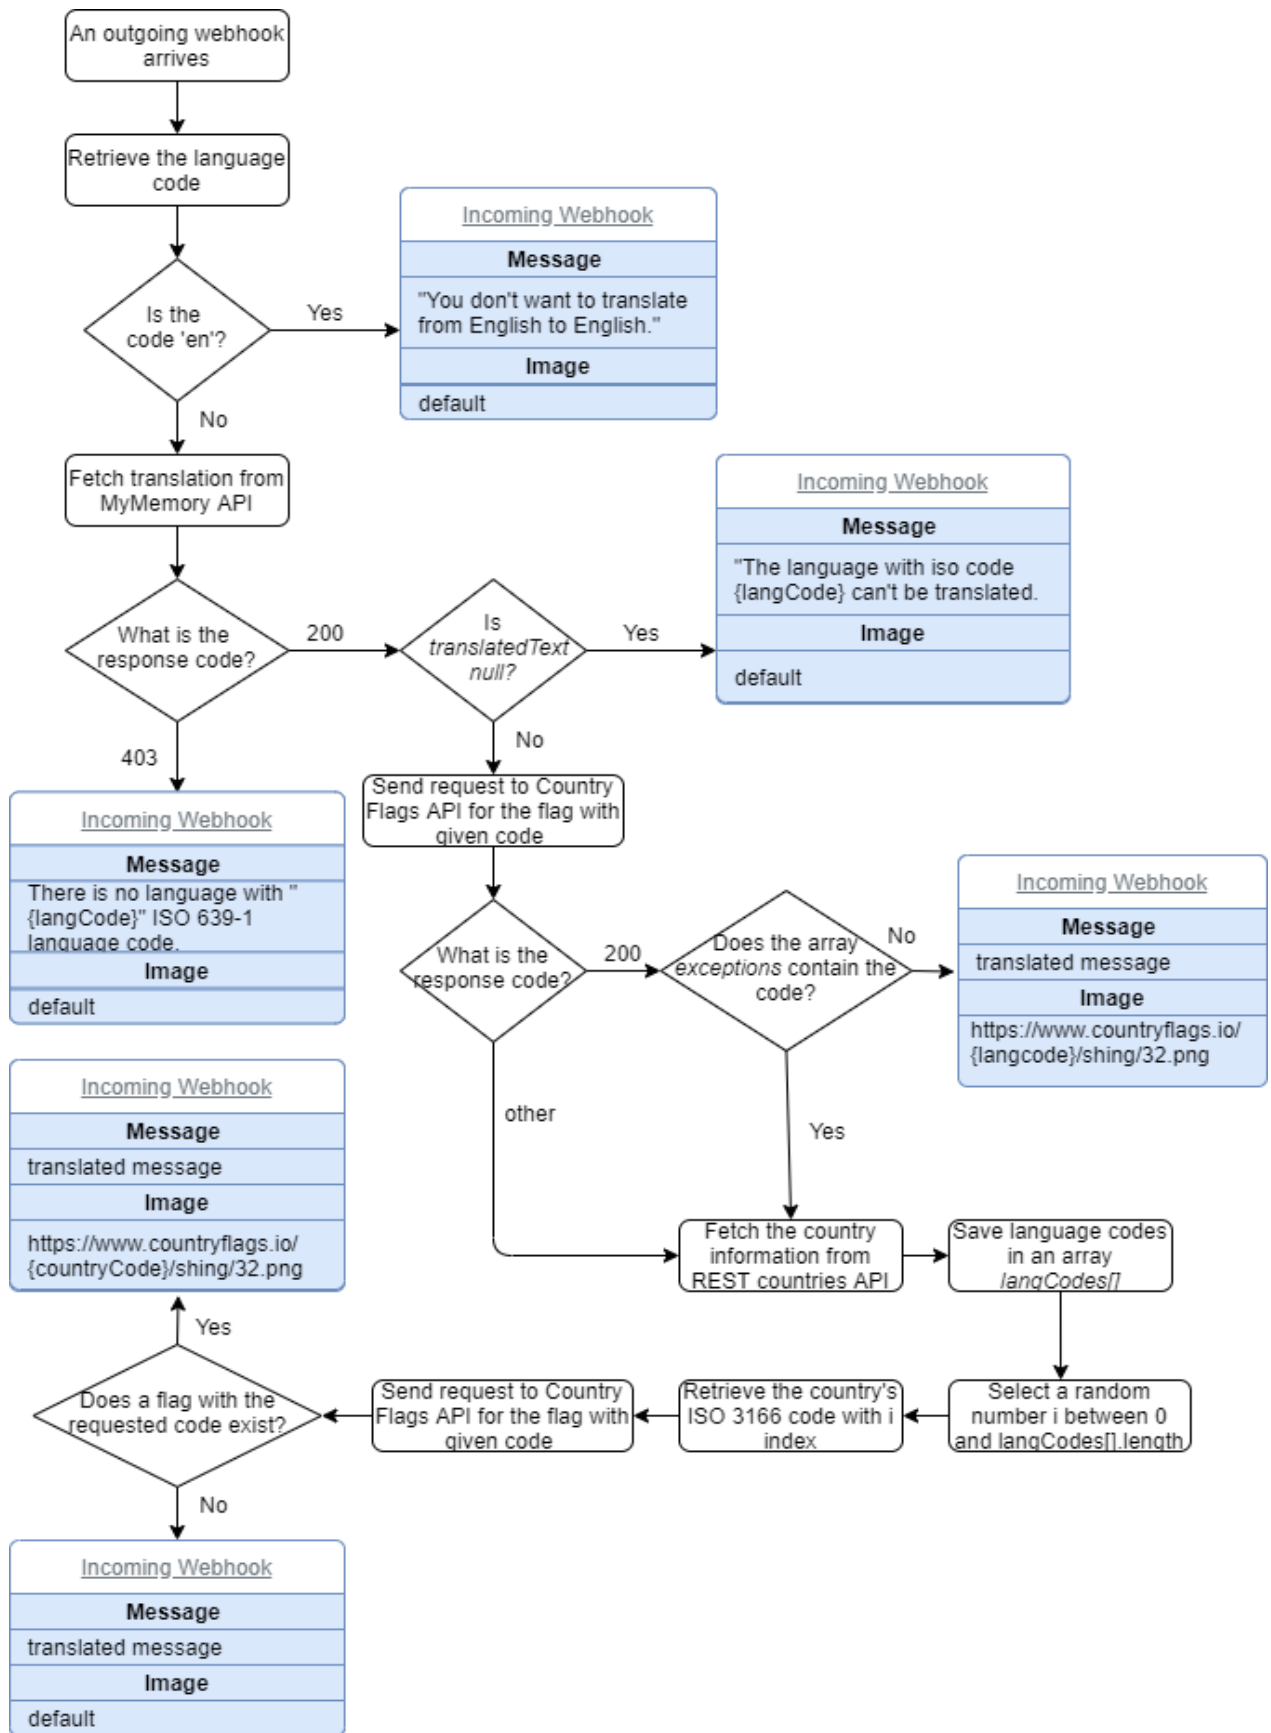 An outgoing webhook
arrives
Retrieve the language
code
Is the
code 'en'?
Yes
No
Incoming Webhook
Message
"You don't want to translate
from English to English."
Image
default
Fetch translation from
MyMemory API
What is the
response code?
200
403
Is
translatedText
null?
Yes
No
Incoming Webhook
Message
"The language with iso code
{langCode} can't be translated.
Image
default
Incoming Webhook
Message
There is no language with "
{langCode}" ISO 639-1
language code.
Image
default
Send request to Country
Flags API for the flag with
given code
What is the
response code?
200
other
Does the array
exceptions contain the
code?
No
Yes
Incoming Webhook
Message
translated message
Image
https://www.countryflags.io/
{langcode}/shing/32.png
Fetch the country
information from
REST countries API
Save language codes
in an array
langCodes[]
Select a random
number i between 0
and langCodes[].length
Retrieve the country's
ISO 3166 code with i
index
Send request to Country
Flags API for the flag with
given code
Does a flag with the
requested code exist?
Yes
No
Incoming Webhook
Message
translated message
Image
https://www.countryflags.io/
{countryCode}/shing/32.png
Incoming Webhook
Message
translated message
Image
default